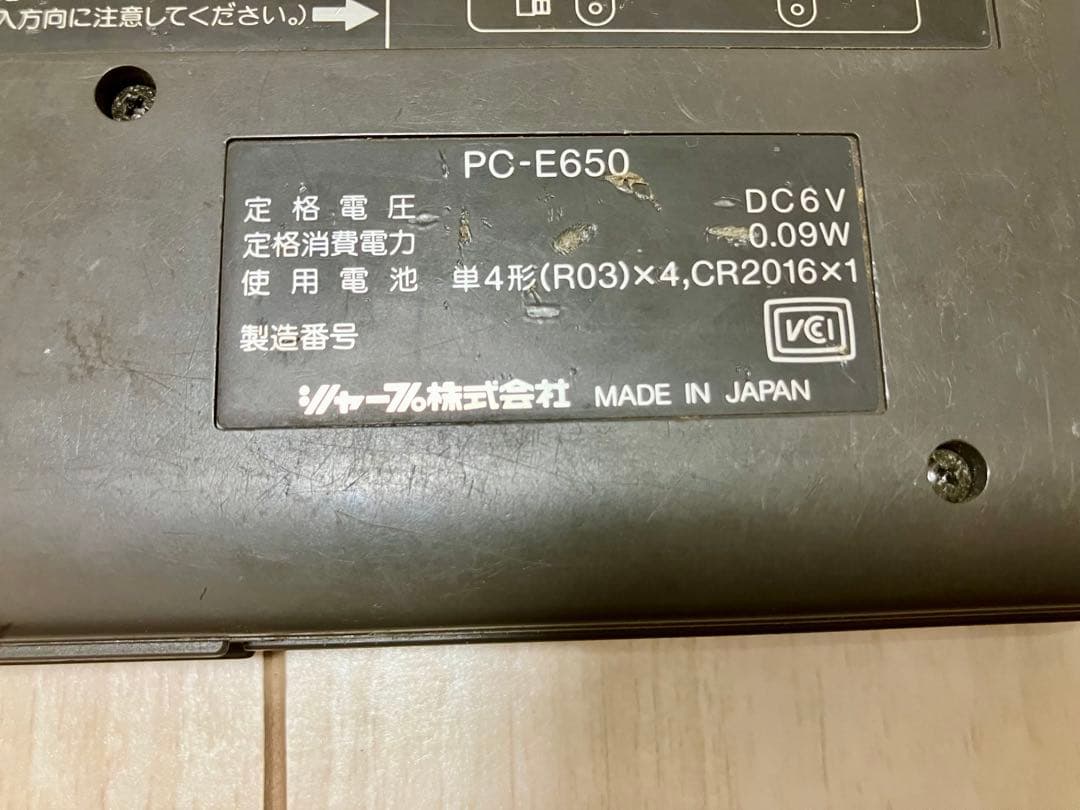 入方向に注意してください。)
PC-E650
定格電圧 DC6V
定格消費電力 0.09W
使用電池 単4形(R03)×4,CR2016×1
製造番号
VCCI
シャープ株式会社 MADE IN JAPAN